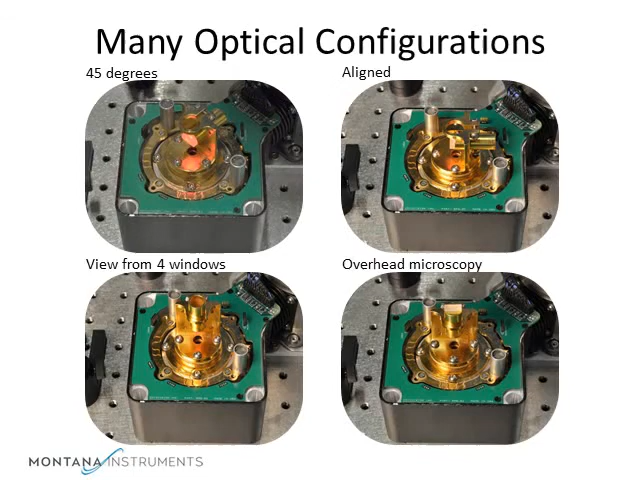 Many Optical Configurations
45 degrees
Aligned
View from 4 windows
Overhead microscopy
MONTANA INSTRUMENTS